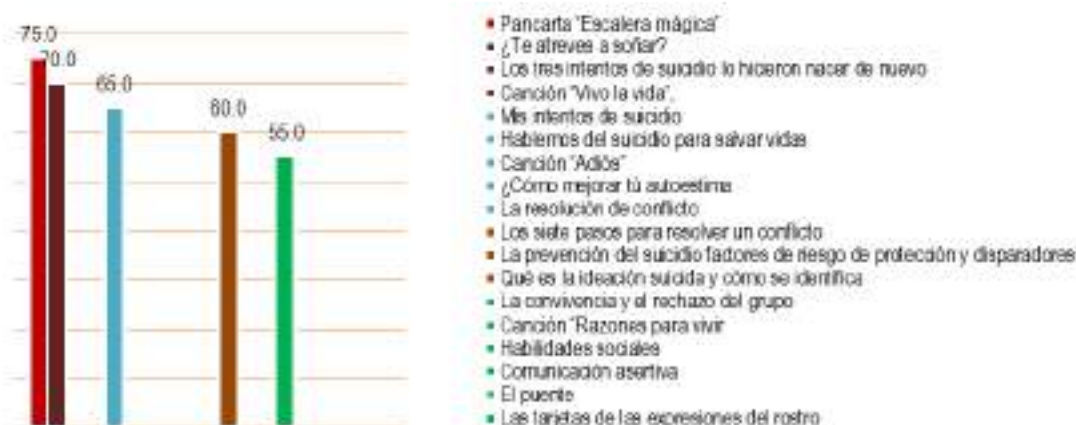 75.0
70.0
65.0
60.0
55.0
Pancarta "Escalera mágica"
¿Te atreves a soñar?
Los tres intentos de suicidio lo hicieron nacer de nuevo
Canción "Vivo la vida",
Mis intentos de suicidio
Hablemos del suicidio para salvar vidas
Canción "Adiós"
¿Cómo mejorar tú autoestima
La resolución de conflicto
Los siete pasos para resolver un conflicto
La prevención del suicidio factores de riesgo de protección y disparadores
Qué es la ideación suicida y cómo se identifica
La convivencia y el rechazo del grupo
Canción "Razones para vivir
Habilidades sociales
Comunicación asertiva
El puente
Las tarjetas de las expresiones del rostro